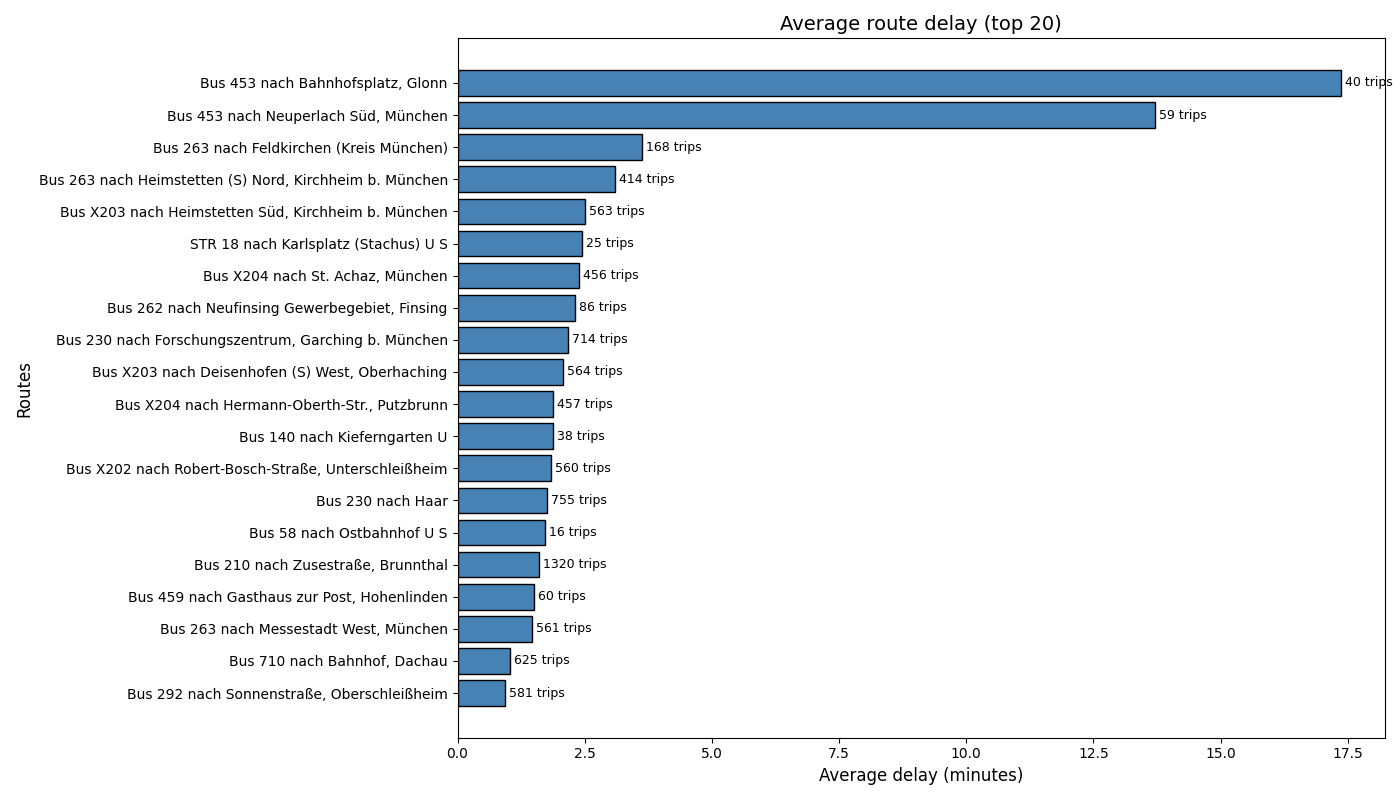 Average route delay (top 20)
Bus 453 nach Bahnhofsplatz, Glonn 40 trips
Bus 453 nach Neuperlach Süd, München 59 trips
Bus 263 nach Feldkirchen (Kreis München) 168 trips
Bus 263 nach Heimstetten (S) Nord, Kirchheim b. München 414 trips
Bus X203 nach Heimstetten Süd, Kirchheim b. München 563 trips
STR 18 nach Karlsplatz (Stachus) U S 25 trips
Bus X204 nach St. Achaz, München 456 trips
Bus 262 nach Neufinsing Gewerbegebiet, Finsing 86 trips
Bus 230 nach Forschungszentrum, Garching b. München 714 trips
Bus X203 nach Deisenhofen (S) West, Oberhaching 564 trips
Bus X204 nach Hermann-Oberth-Str., Putzbrunn 457 trips
Bus 140 nach Kieferngarten U 38 trips
Bus X202 nach Robert-Bosch-Straße, Unterschleißheim 560 trips
Bus 230 nach Haar 755 trips
Bus 58 nach Ostbahnhof U S 16 trips
Bus 210 nach Zusestraße, Brunnthal 1320 trips
Bus 459 nach Gasthaus zur Post, Hohenlinden 60 trips
Bus 263 nach Messestadt West, München 561 trips
Bus 710 nach Bahnhof, Dachau 625 trips
Bus 292 nach Sonnenstraße, Oberschleißheim 581 trips
Routes
0.0 2.5 5.0 7.5 10.0 12.5 15.0 17.5
Average delay (minutes)